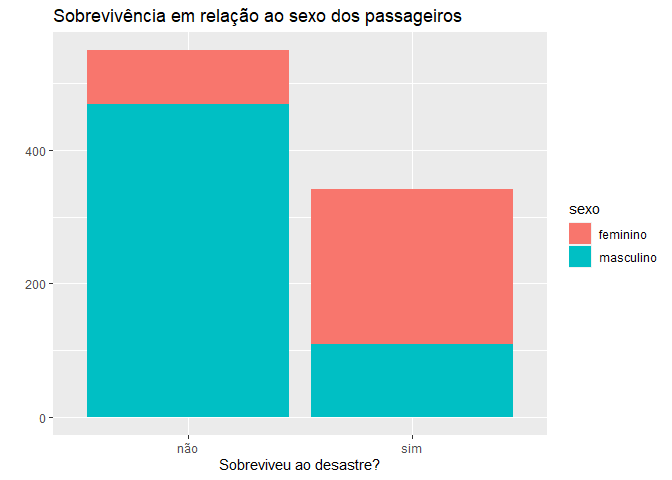 Sobrevivência em relação ao sexo dos passageiros
400
200
0
não
sim
Sobreviveu ao desastre?
sexo
feminino
masculino